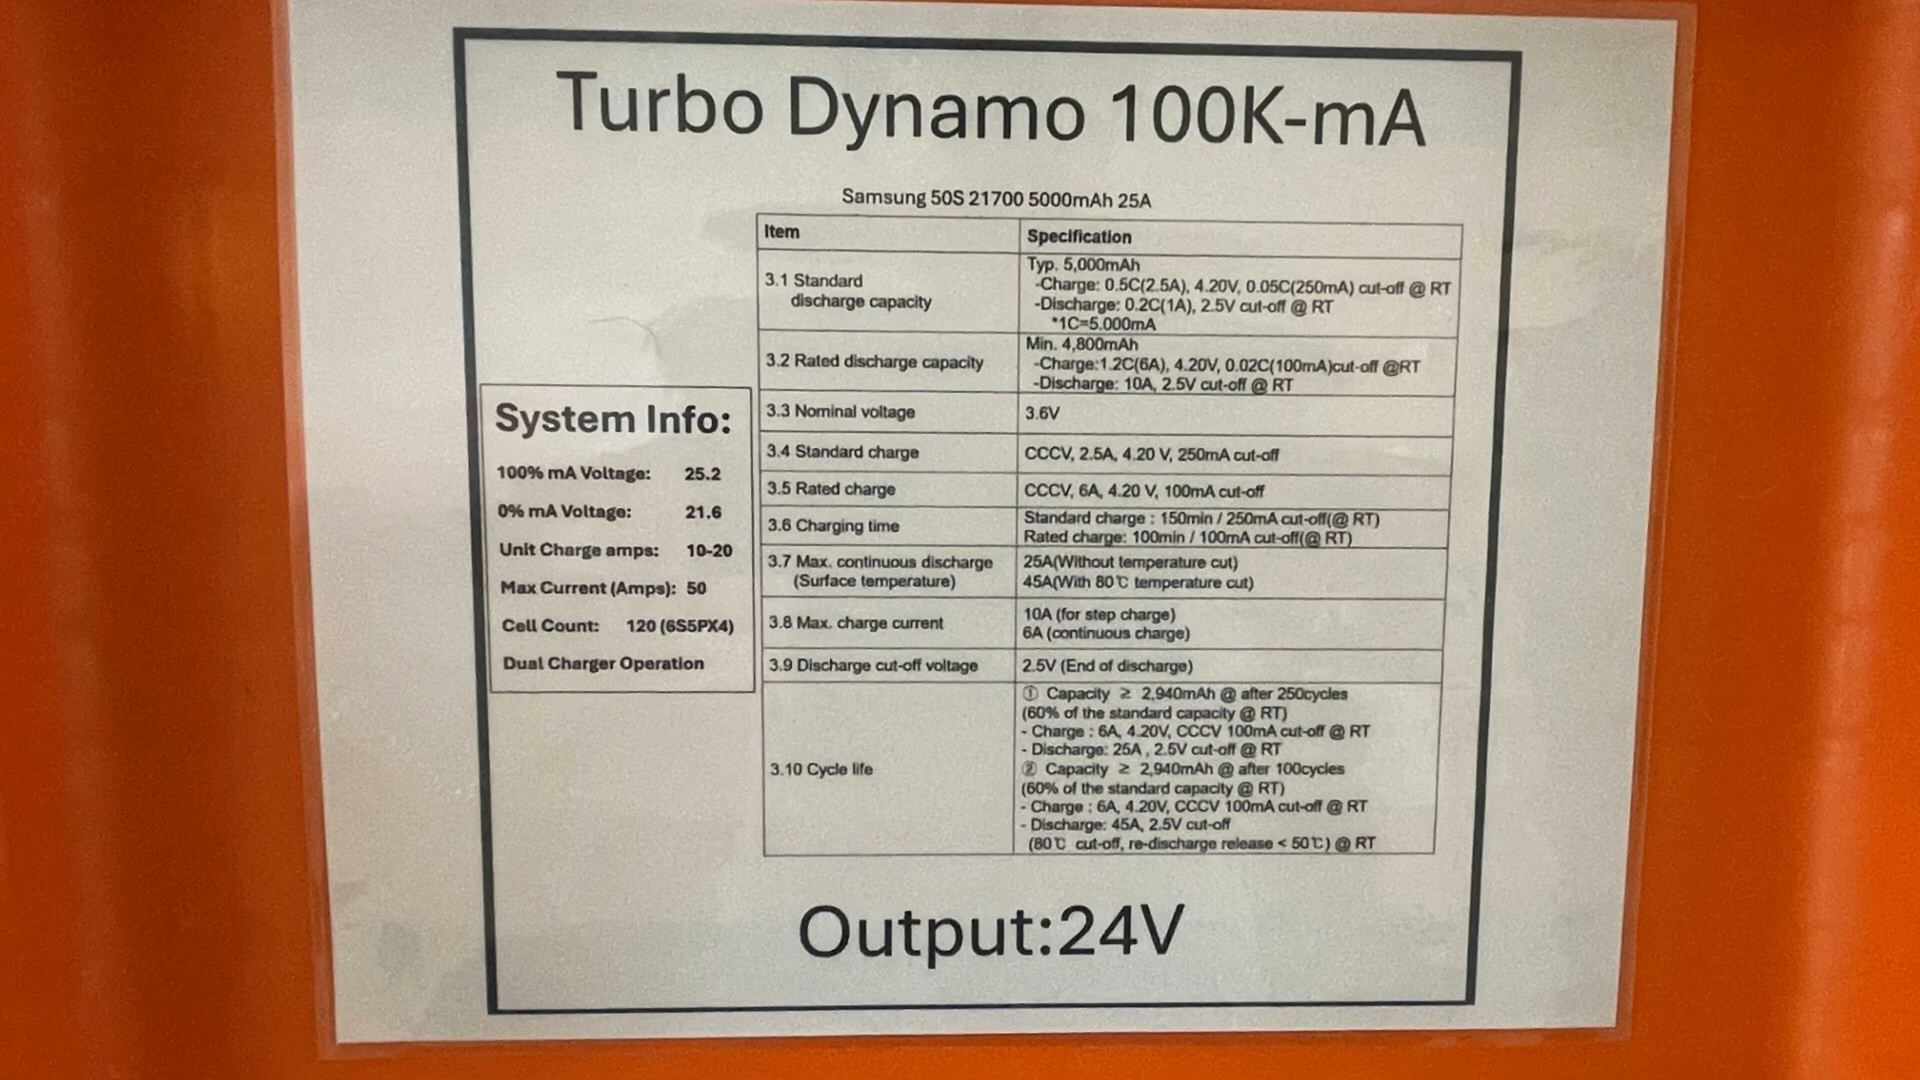 Turbo Dynamo 100K-mA
Samsung 50S 21700 5000mAh 25A
Item Specification
3.1 Standard
discharge capacity
Typ. 5,000mAh
-Charge: 0.5C(2.5A), 4.20V, 0.05C(250mA) cut-off @ RT
-Discharge: 0.2C(1A), 2.5V cut-off @ RT
*1C=5.000mA
3.2 Rated discharge capacity
Min. 4,800mAh
-Charge:1.2C(6A), 4.20V, 0.02C(100mA)cut-off @RT
-Discharge: 10A, 2.5V cut-off @ RT
3.3 Nominal voltage 3.6V
3.4 Standard charge CCCV, 2.5A, 4.20 V, 250mA cut-off
3.5 Rated charge CCCV, 6A, 4.20 V, 100mA cut-off
3.6 Charging time
Standard charge : 150min / 250mA cut-off(@ RT)
Rated charge: 100min / 100mA cut-off(@ RT)
3.7 Max. continuous discharge
(Surface temperature)
25A(Without temperature cut)
45A(With 80℃ temperature cut)
3.8 Max. charge current
10A (for step charge)
6A (continuous charge)
3.9 Discharge cut-off voltage 2.5V (End of discharge)
3.10 Cycle life
① Capacity ≥ 2,940mAh @ after 250cycles
(60% of the standard capacity @ RT)
- Charge : 6A, 4.20V, CCCV 100mA cut-off @ RT
- Discharge: 25A , 2.5V cut-off @ RT
② Capacity ≥ 2,940mAh @ after 100cycles
(60% of the standard capacity @ RT)
- Charge : 6A, 4.20V, CCCV 100mA cut-off @ RT
- Discharge: 45A, 2.5V cut-off
(80℃ cut-off, re-discharge release < 50℃) @ RT
System Info:
100% mA Voltage: 25.2
0% mA Voltage: 21.6
Unit Charge amps: 10-20
Max Current (Amps): 50
Cell Count: 120 (6S5PX4)
Dual Charger Operation
Output:24V